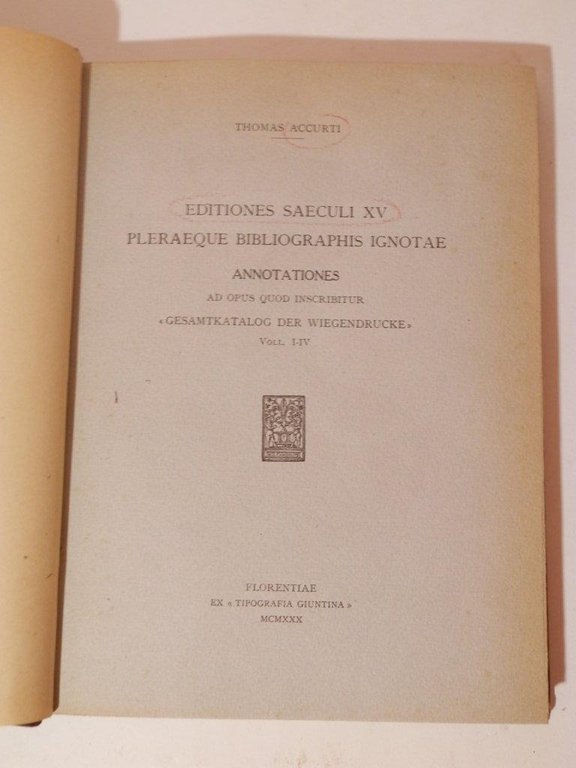 THOMAS ACCURTI
EDITIONES SAECULI XV
PLERAEQUE BIBLIOGRAPHIS IGNOTAE
ANNOTATIONES
AD OPUS QUOD INSCRIBITUR
«GESAMTKATALOG DER WIEGENDRUCKE»
VOLL. I-IV
FLORENTIAE
EX « TIPOGRAFIA GIUNTINA »
MCMXXX